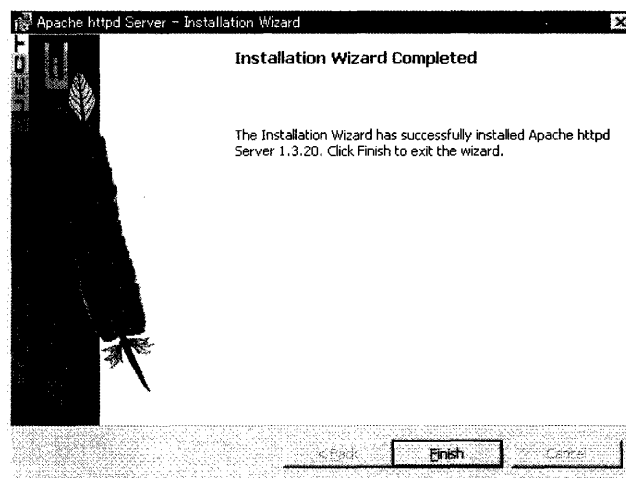 Apache httpd Server - Installation Wizard
JECT
Installation Wizard Completed
The Installation Wizard has successfully installed Apache httpd
Server 1.3.20. Click Finish to exit the wizard.
< Back
Finish
Cancel